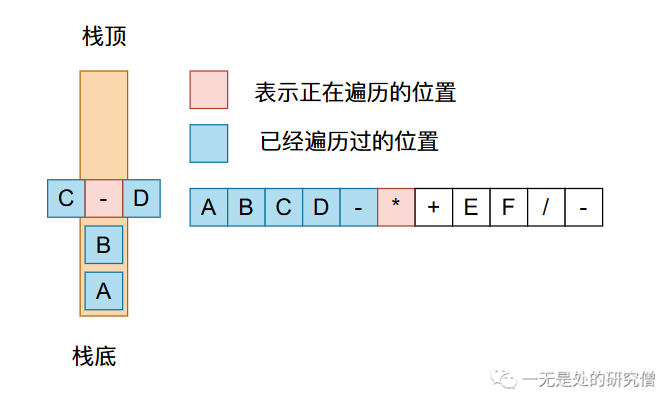 栈顶
表示正在遍历的位置
已经遍历过的位置
C - D
A B C D - * + E F / -
B
A
栈底
一无是处的研究僧